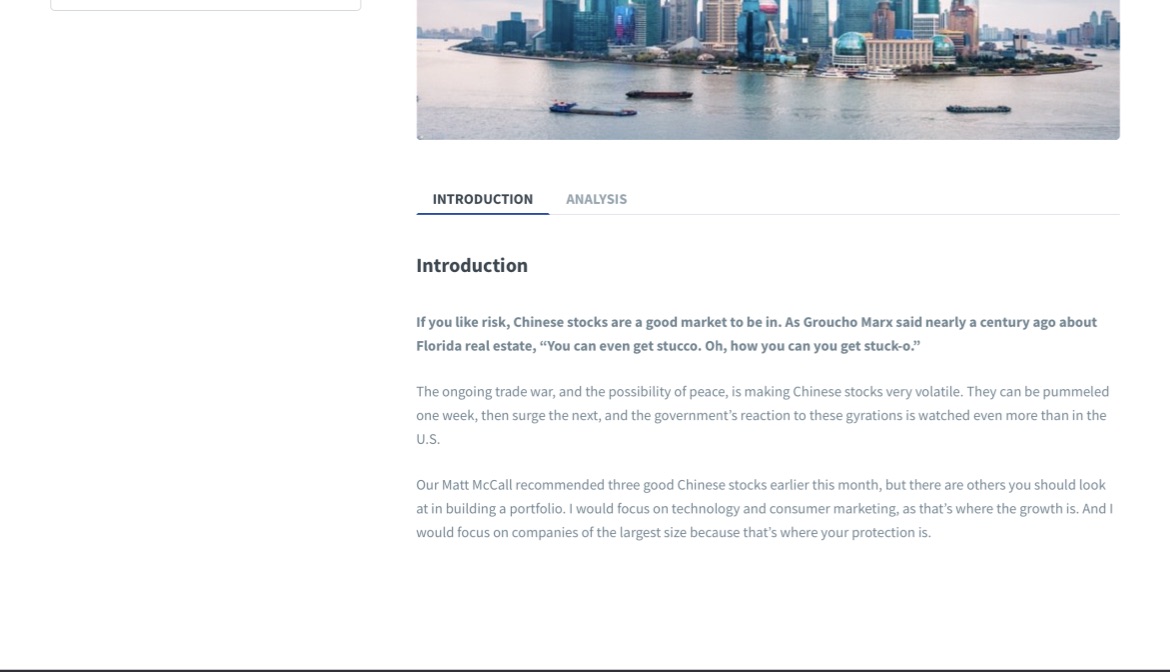 INTRODUCTION ANALYSIS
Introduction
If you like risk, Chinese stocks are a good market to be in. As Groucho Marx said nearly a century ago about
Florida real estate, “You can even get stucco. Oh, how you can you get stuck-o.”
The ongoing trade war, and the possibility of peace, is making Chinese stocks very volatile. They can be pummeled
one week, then surge the next, and the government’s reaction to these gyrations is watched even more than in the
U.S.
Our Matt McCall recommended three good Chinese stocks earlier this month, but there are others you should look
at in building a portfolio. I would focus on technology and consumer marketing, as that’s where the growth is. And I
would focus on companies of the largest size because that’s where your protection is.